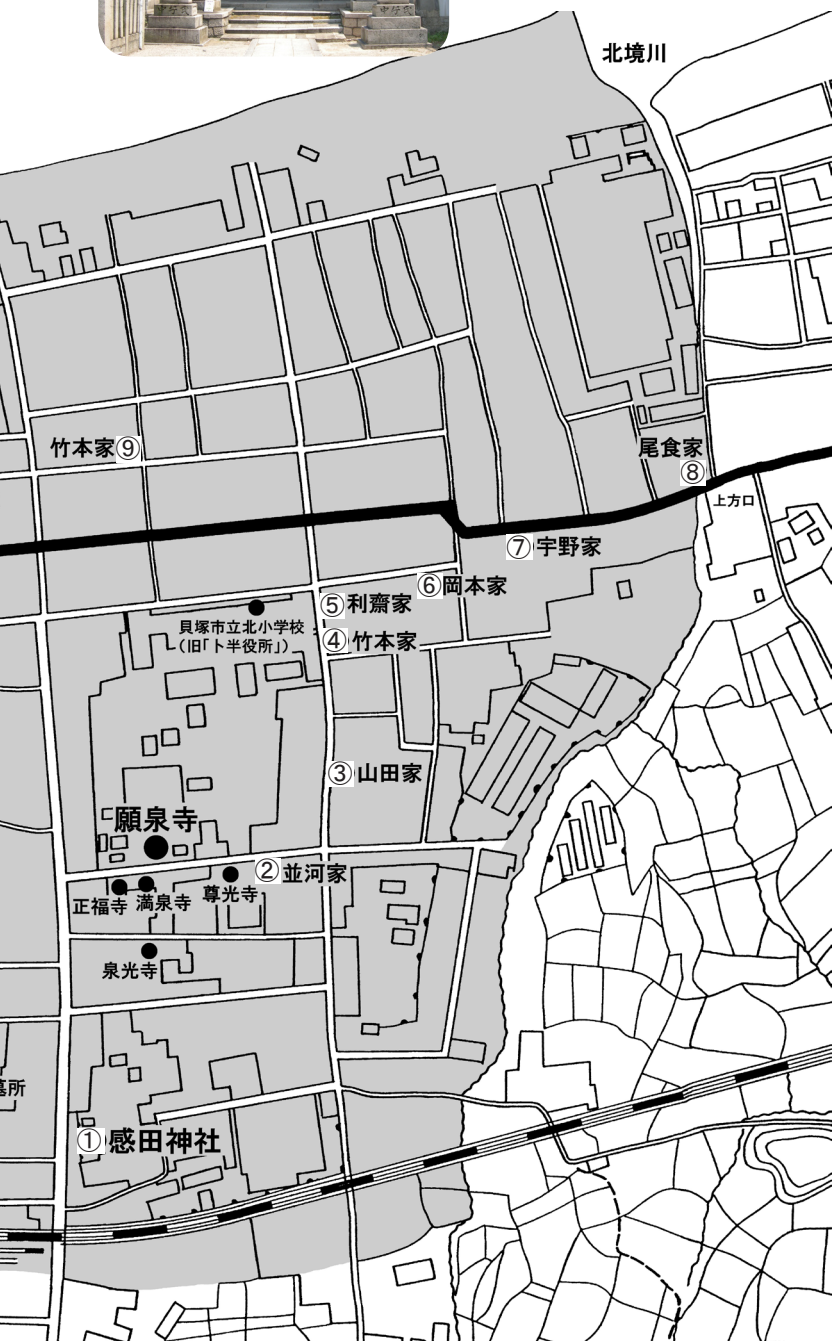 北境川
竹本家⑨
尾食家
⑧
上方口
⑦宇野家
⑥岡本家
⑤利齋家
貝塚市立北小学校
（旧「卜半役所」）
④竹本家
③山田家
願泉寺
②並河家
正福寺
満泉寺
尊光寺
泉光寺
墓所
①感田神社